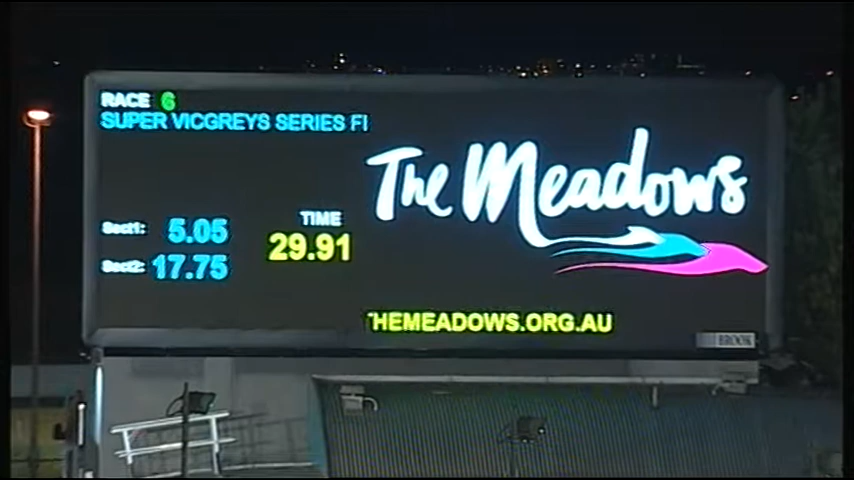 RACE 6
SUPER VICGREYS SERIES FI
The Meadows
Sect1: 5.05
TIME
29.91
Sect2: 17.75
THEMEADOWS.ORG.AU
BROOK